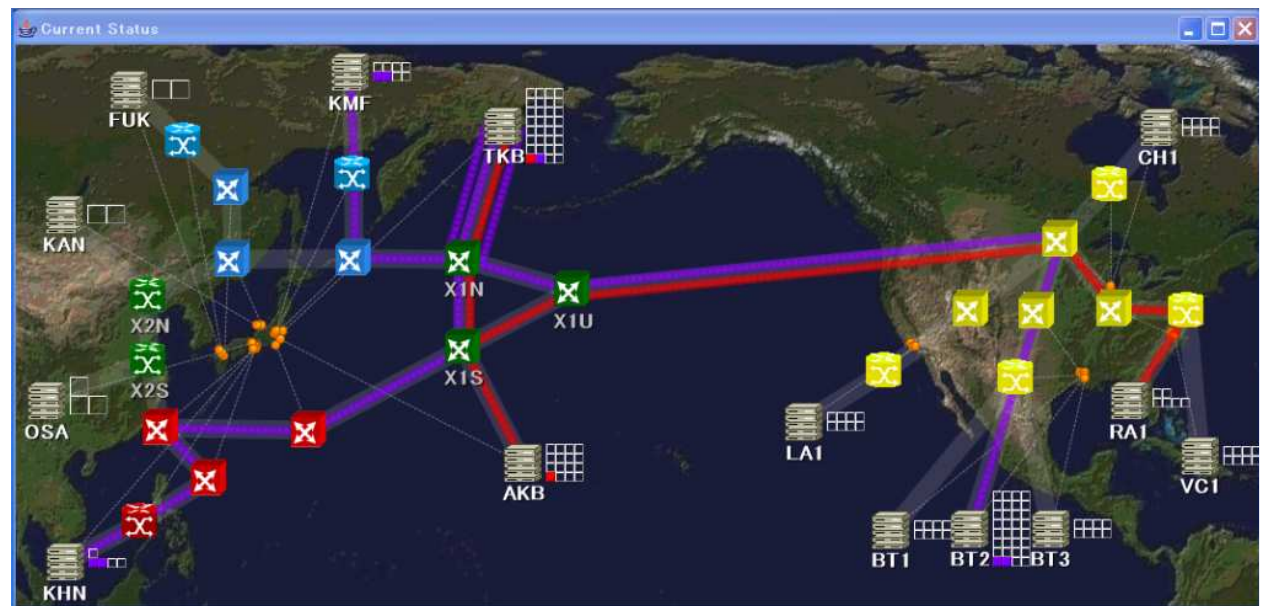 Current Status
FUK
KMF
TKB
CH1
KAN
X1N
X2N
X1U
X2S
X1S
OSA
LA1
RA1
AKB
VC1
BT1
BT2
BT3
KHN